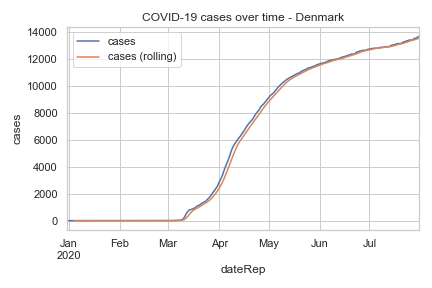 COVID-19 cases over time - Denmark
cases
cases (rolling)
cases
14000
12000
10000
8000
6000
4000
2000
0
Jan Feb Mar Apr May Jun Jul
2020
dateRep